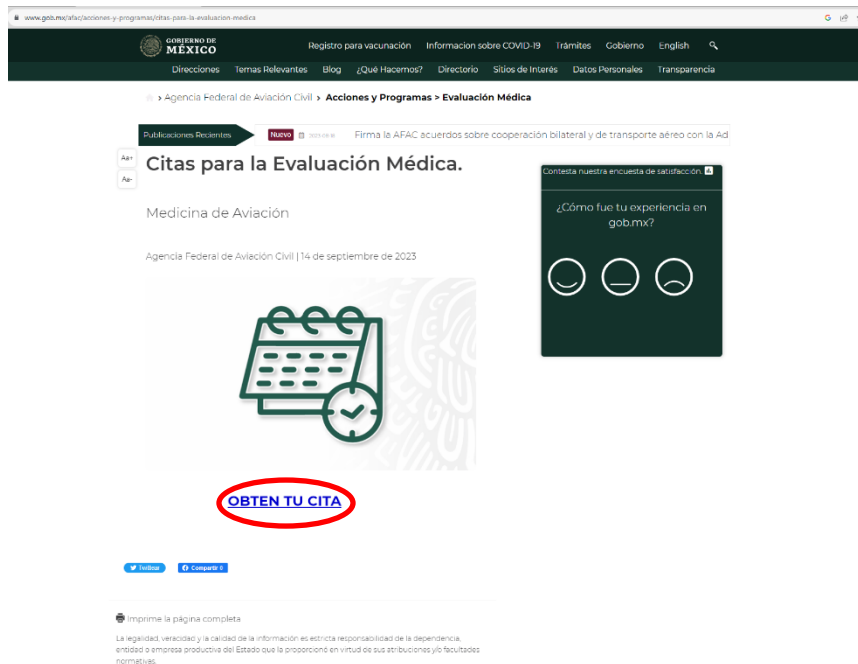 www.gob.mx/afac/acciones-y-programas/citas-para-la-evaluacion-medica
GOBIERNO DE
MÉXICO
Registro para vacunación Informacion sobre COVID-19 Trámites Gobierno English
Direcciones Temas Relevantes Blog ¿Qué Hacemos? Directorio Sitios de Interés Datos Personales Transparencia
> Agencia Federal de Aviación Civil > Acciones y Programas > Evaluación Médica
Publicaciones Recientes Nuevo Firma la AFAC acuerdos sobre cooperación bilateral y de transporte aéreo con la Ad
Aa+
Aa-
Citas para la Evaluación Médica.
Medicina de Aviación
Agencia Federal de Aviación Civil | 14 de septiembre de 2023
Contesta nuestra encuesta de satisfacción.
¿Cómo fue tu experiencia en
gob.mx?
OBTEN TU CITA
Twittear Compartir 0
Imprime la página completa
La legalidad, veracidad y la calidad de la información es estricta responsabilidad de la dependencia,
entidad o empresa productiva del Estado que la proporcionó en virtud de sus atribuciones y/o facultades
normativas.